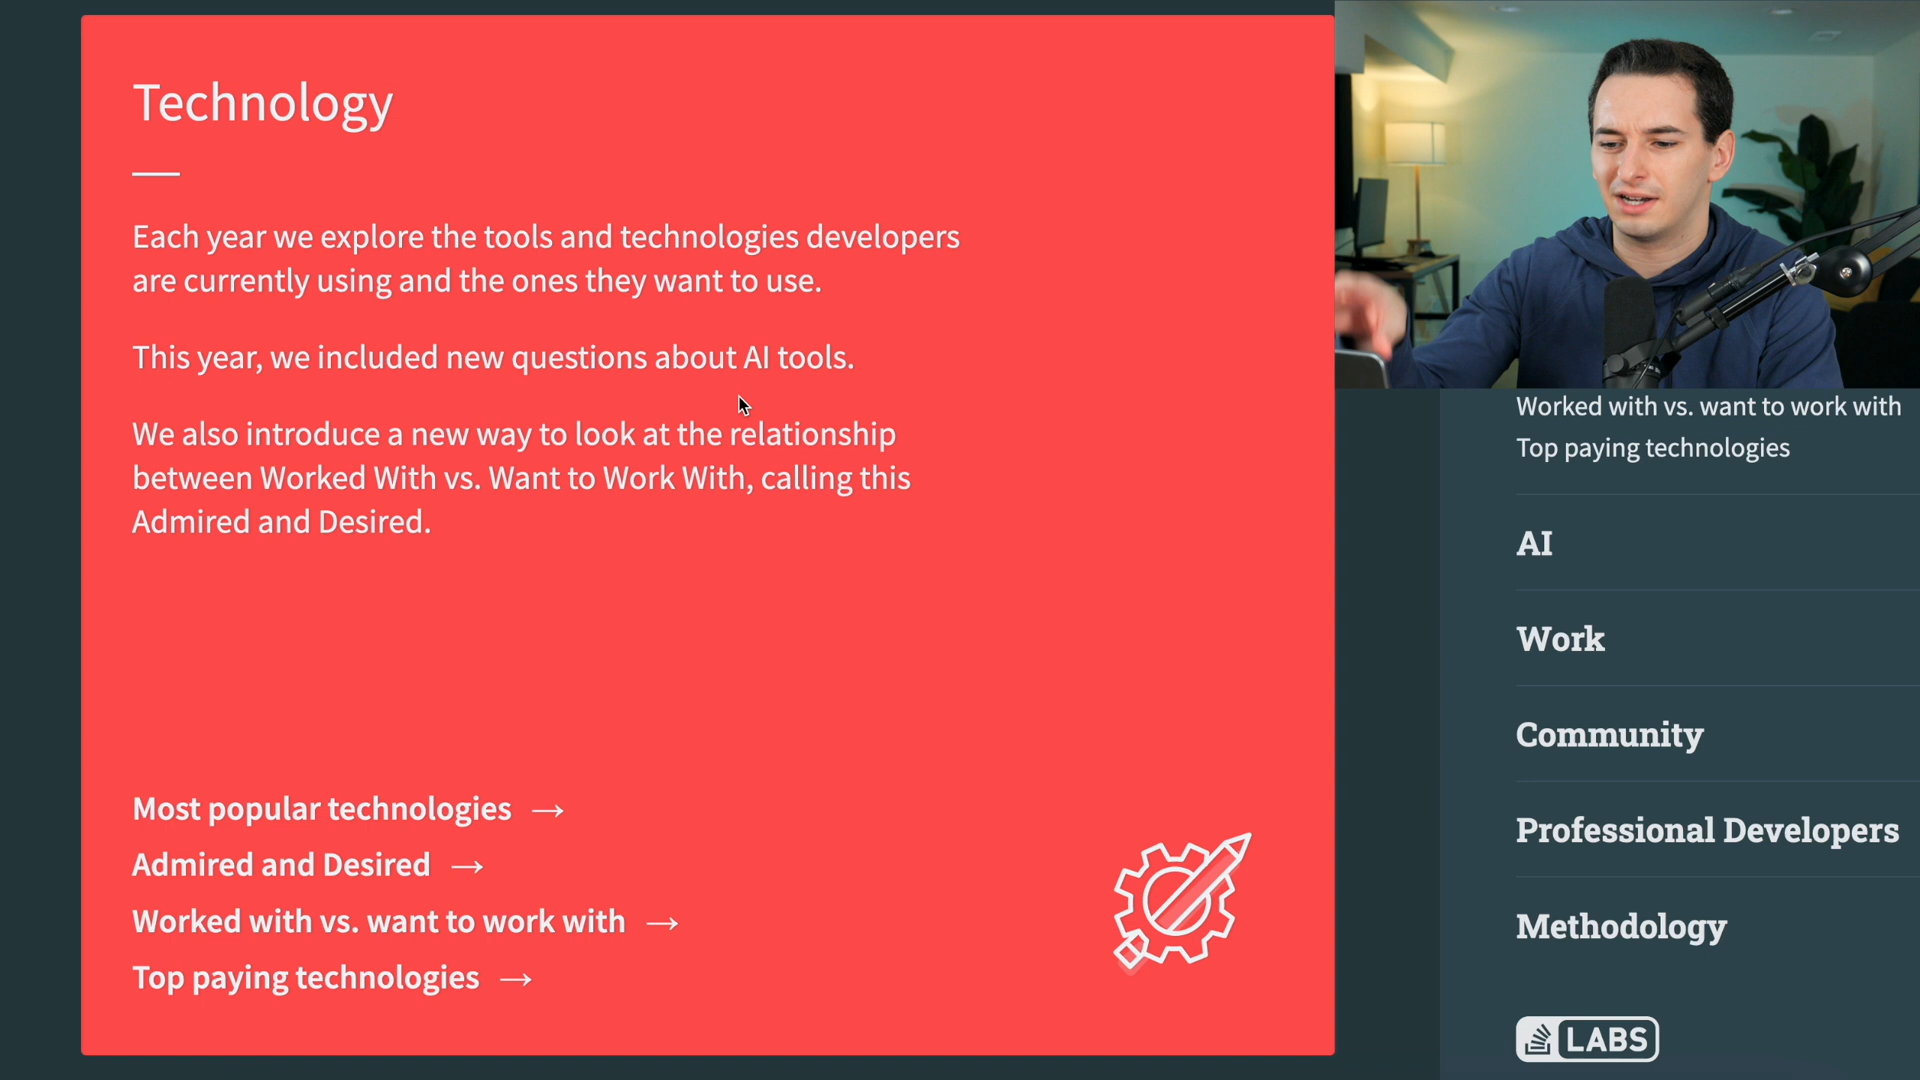 Technology
Each year we explore the tools and technologies developers
are currently using and the ones they want to use.
This year, we included new questions about AI tools.
We also introduce a new way to look at the relationship
between Worked With vs. Want to Work With, calling this
Admired and Desired.
Most popular technologies →
Admired and Desired →
Worked with vs. want to work with →
Top paying technologies →
Worked with vs. want to work with
Top paying technologies
AI
Work
Community
Professional Developers
Methodology
LABS